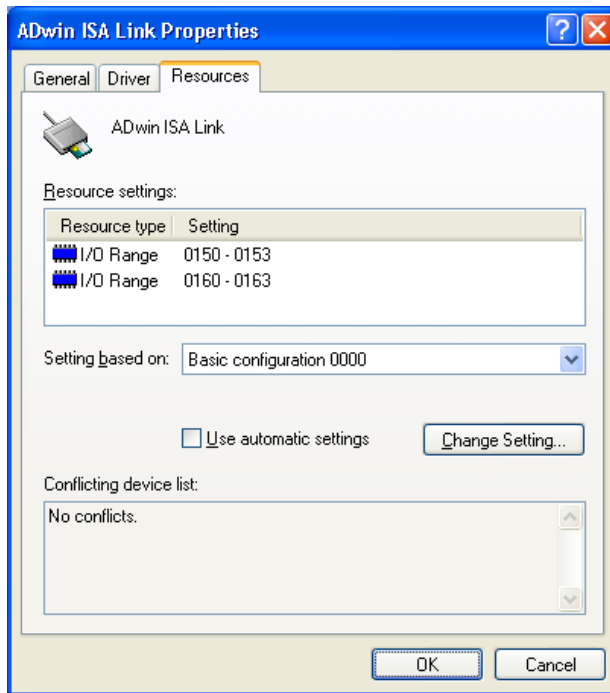 ADwin ISA Link Properties
General Driver Resources
ADwin ISA Link
Resource settings:
Resource type Setting
I/O Range 0150 - 0153
I/O Range 0160 - 0163
Setting based on: Basic configuration 0000
Use automatic settings Change Setting...
Conflicting device list:
No conflicts.
OK Cancel